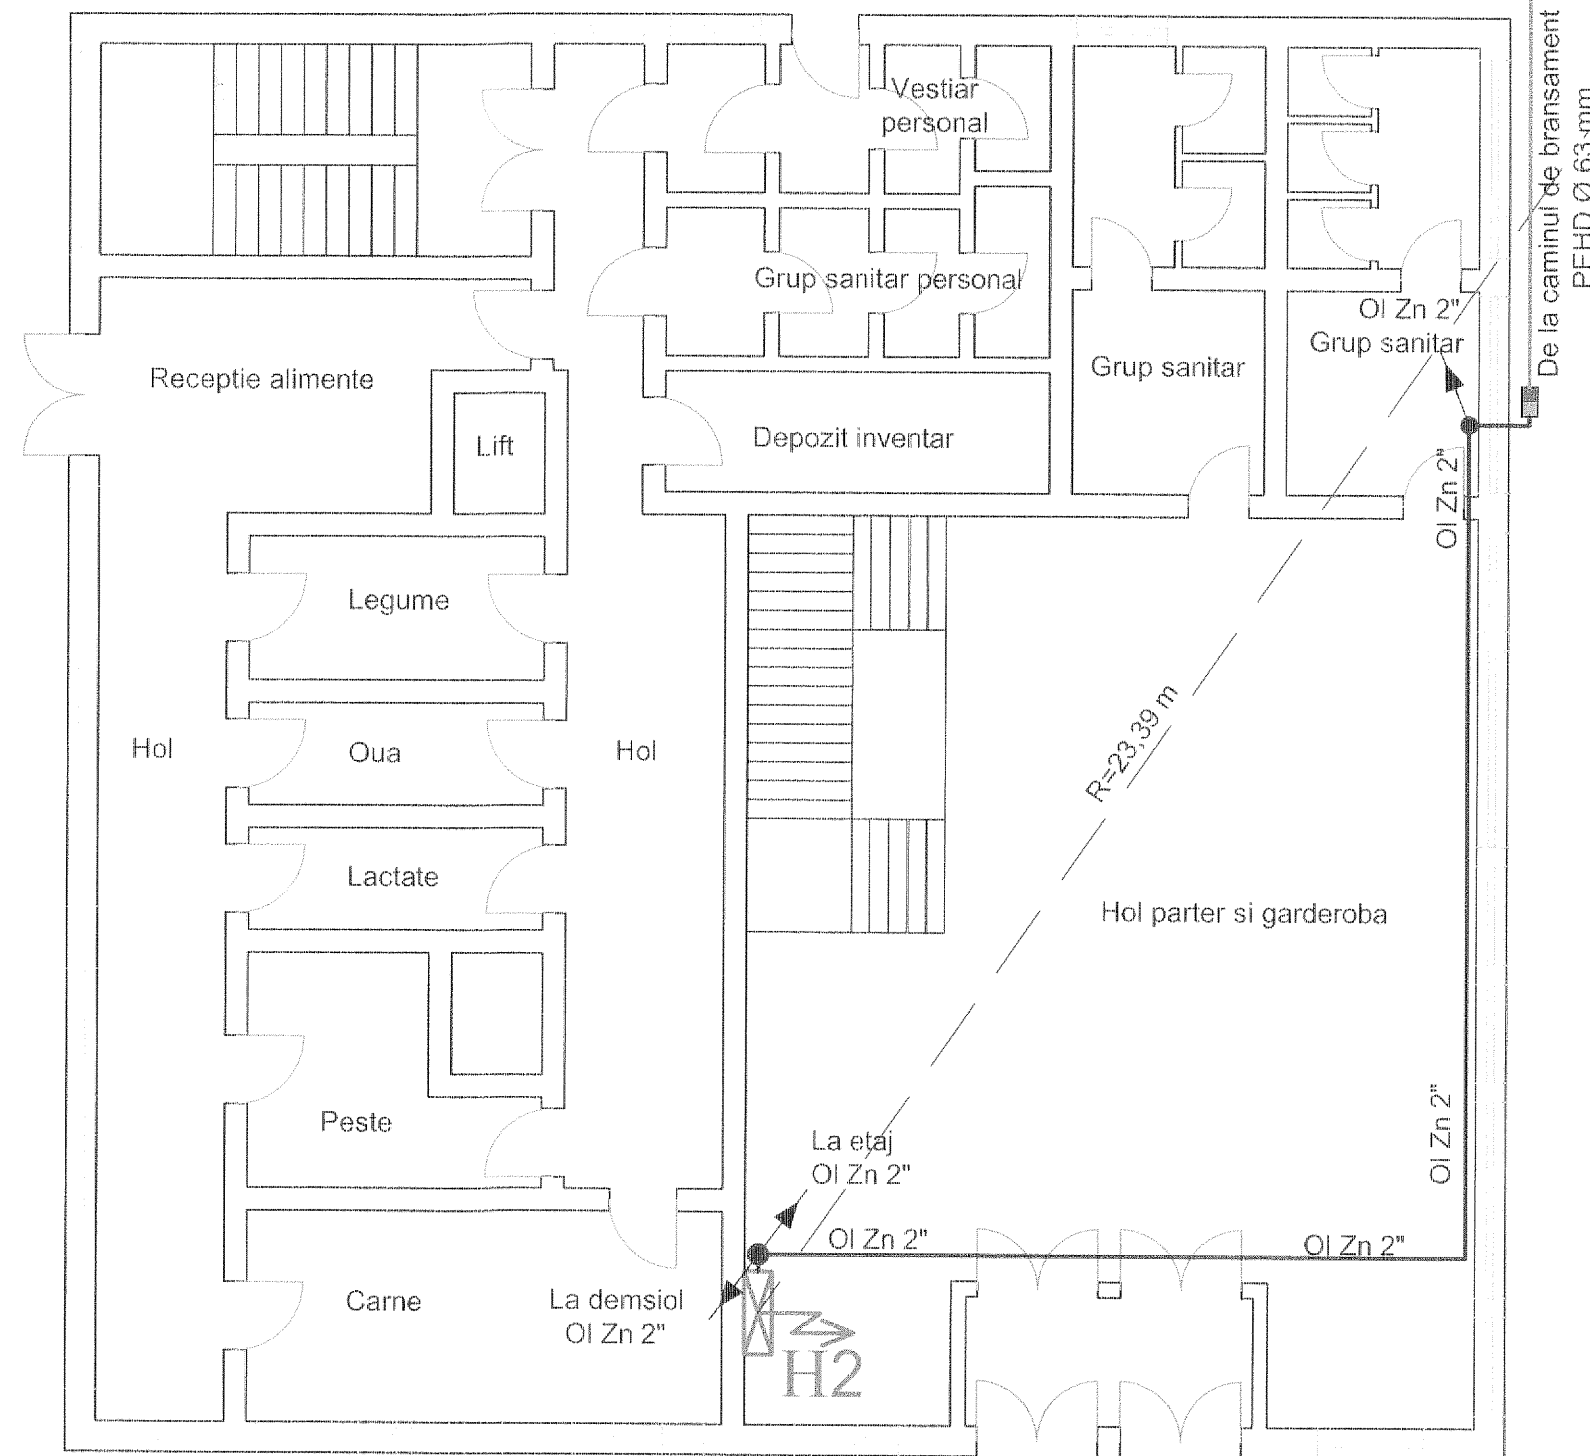 Vestiar
personal
De la caminul de bransament
PEHD Ø 63 mm
Grup sanitar personal
Ol Zn 2"
Grup sanitar
Receptie alimente
Grup sanitar
Lift
Depozit inventar
Ol Zn 2"
Legume
Hol
Oua
Hol
R=23,39 m
Lactate
Hol parter si garderoba
Peste
La etaj
Ol Zn 2"
Ol Zn 2"
Ol Zn 2"
Ol Zn 2"
Carne
La demsiol
Ol Zn 2"
H2